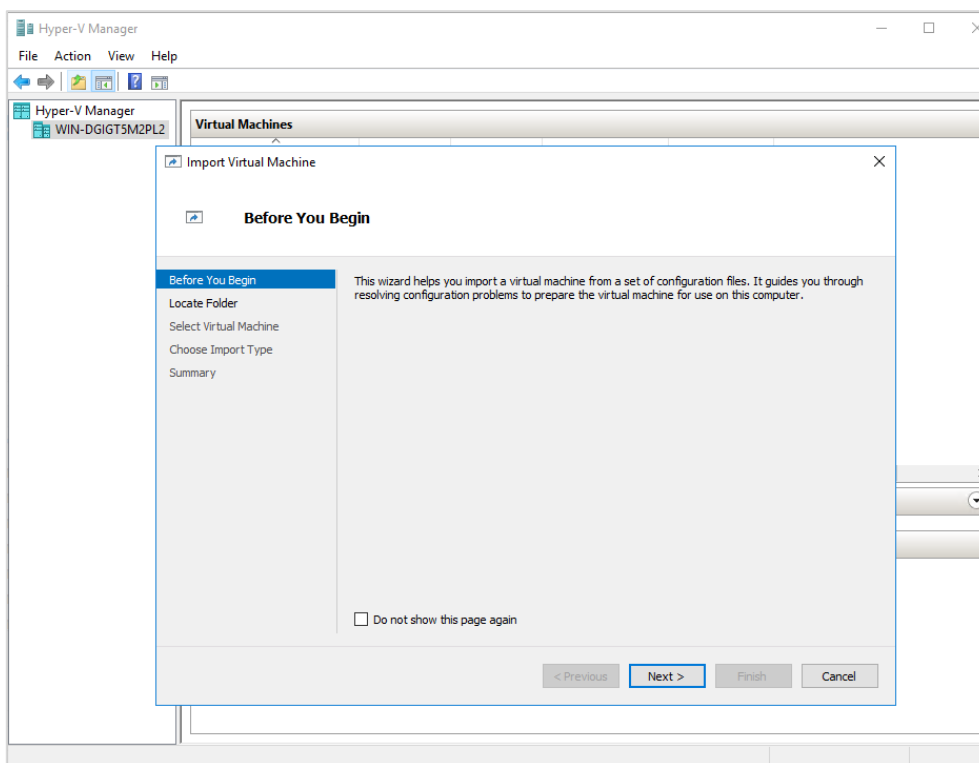 Hyper-V Manager
File Action View Help
Hyper-V Manager
WIN-DGIGT5M2PL2
Virtual Machines
Import Virtual Machine
Before You Begin
Before You Begin
Locate Folder
Select Virtual Machine
Choose Import Type
Summary
This wizard helps you import a virtual machine from a set of configuration files. It guides you through
resolving configuration problems to prepare the virtual machine for use on this computer.
Do not show this page again
< Previous Next > Finish Cancel